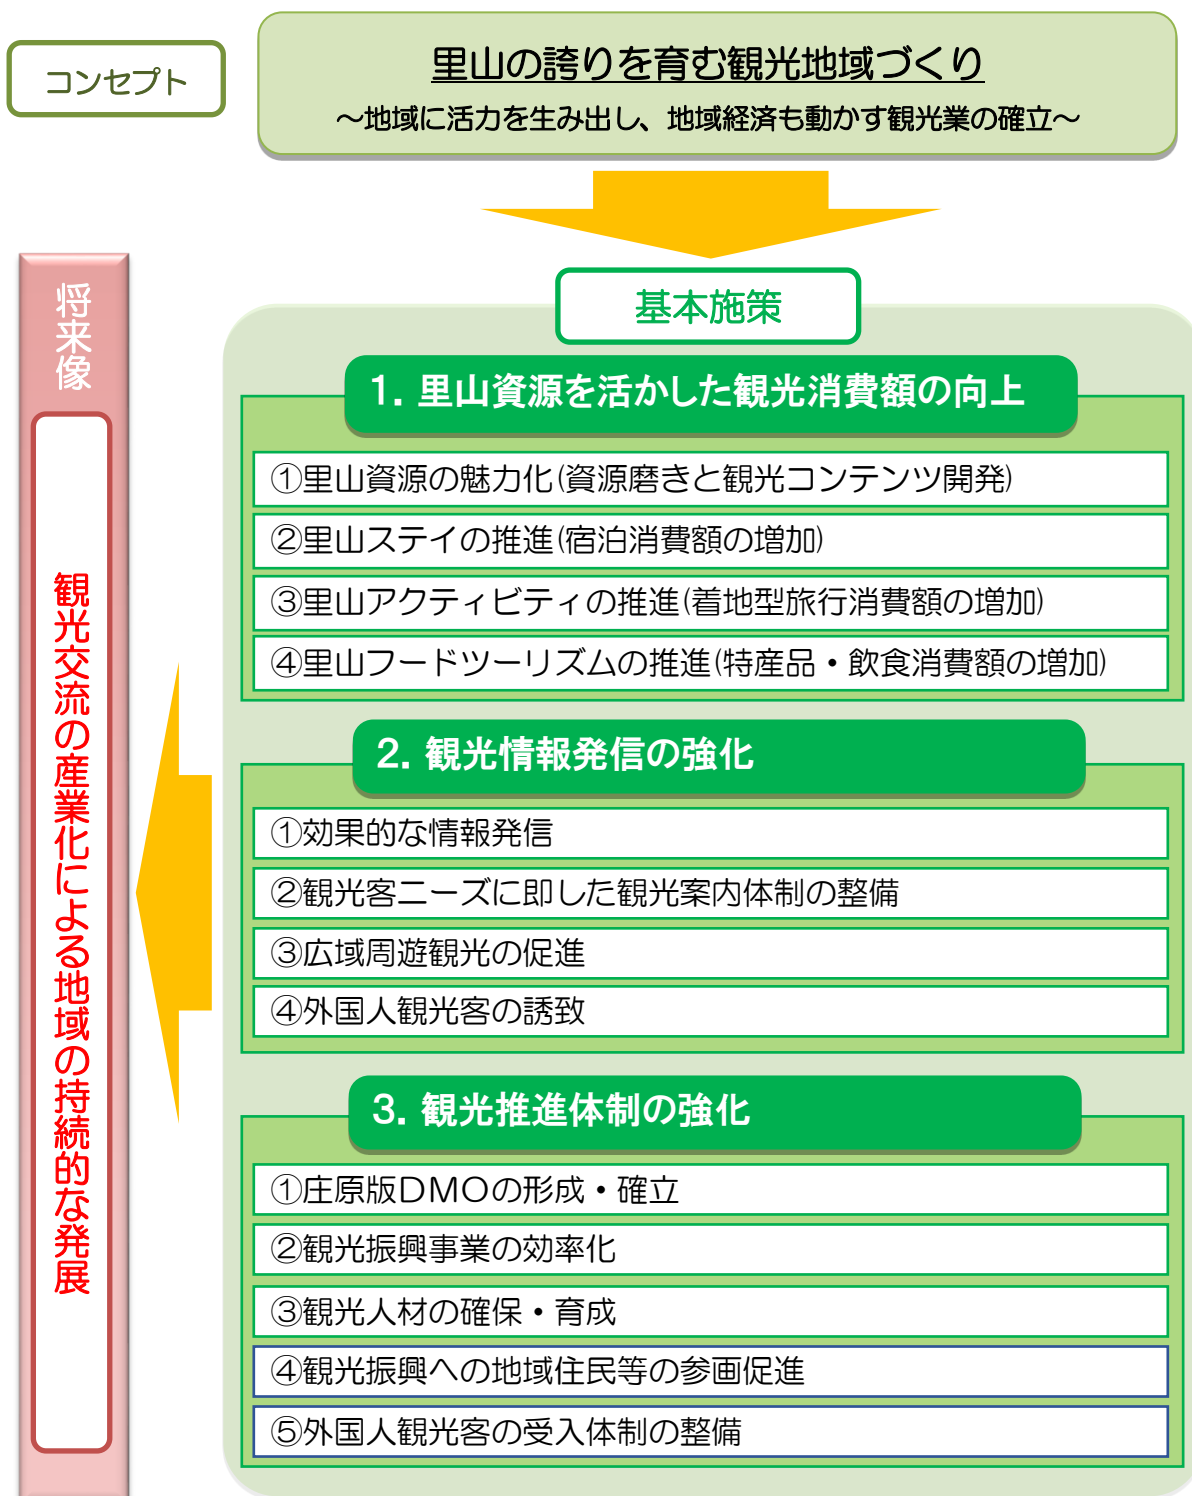 コンセプト
里山の誇りを育む観光地域づくり
～地域に活力を生み出し、地域経済も動かす観光業の確立～
将来像
観光交流の産業化による地域の持続的な発展
基本施策
1. 里山資源を活かした観光消費額の向上
①里山資源の魅力化(資源磨きと観光コンテンツ開発)
②里山ステイの推進(宿泊消費額の増加)
③里山アクティビティの推進(着地型旅行消費額の増加)
④里山フードツーリズムの推進(特産品・飲食消費額の増加)
2. 観光情報発信の強化
①効果的な情報発信
②観光客ニーズに即した観光案内体制の整備
③広域周遊観光の促進
④外国人観光客の誘致
3. 観光推進体制の強化
①庄原版DMOの形成・確立
②観光振興事業の効率化
③観光人材の確保・育成
④観光振興への地域住民等の参画促進
⑤外国人観光客の受入体制の整備